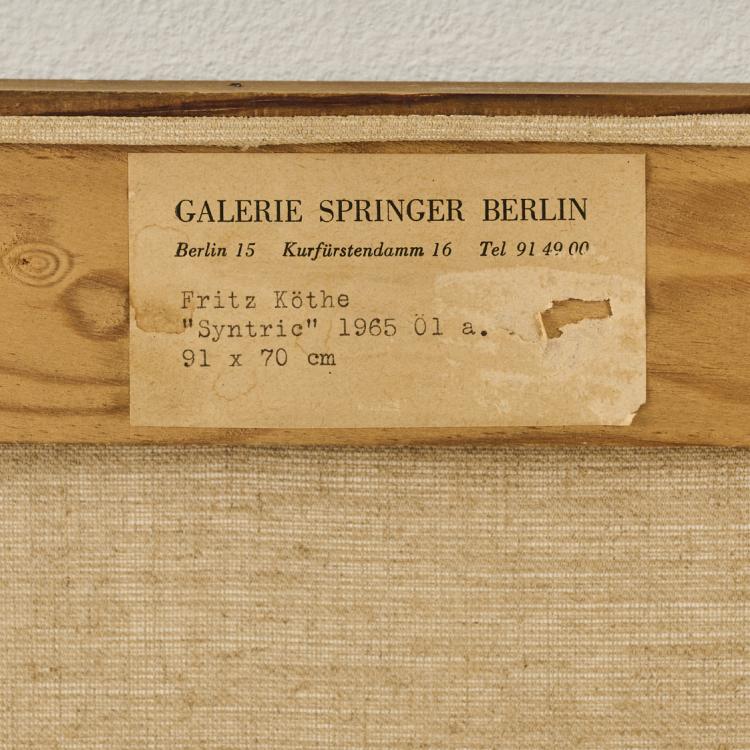 GALERIE SPRINGER BERLIN
Berlin 15 Kurfürstendamm 16 Tel 91 49 00
Fritz Köthe
"Syntric" 1965 Öl a.
91 x 70 cm